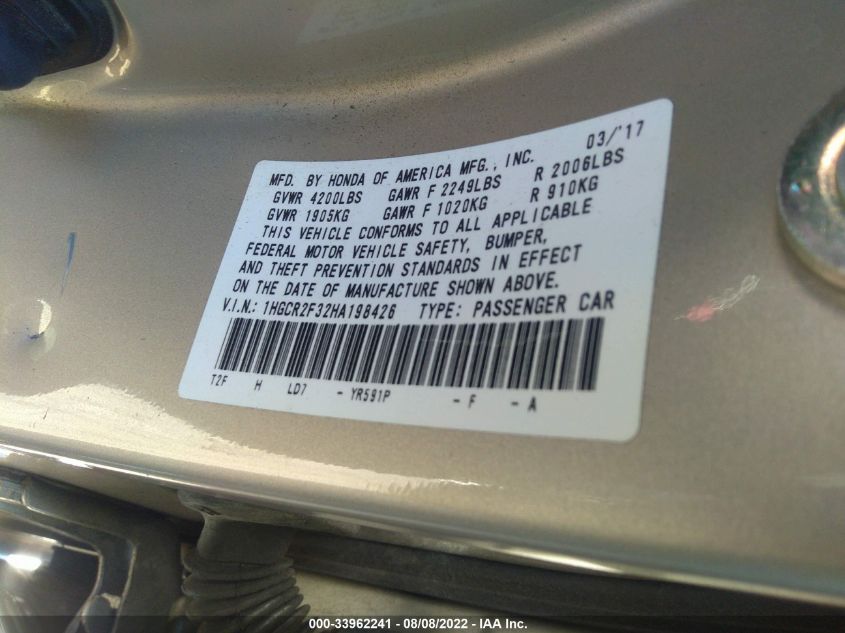 03/'17
MFD. BY HONDA OF AMERICA MFG., INC.
GVWR 4200LBS GAWR F 2249LBS R 2006LBS
GVWR 1905KG GAWR F 1020KG R 910KG
THIS VEHICLE CONFORMS TO ALL APPLICABLE
FEDERAL MOTOR VEHICLE SAFETY, BUMPER,
AND THEFT PREVENTION STANDARDS IN EFFECT
ON THE DATE OF MANUFACTURE SHOWN ABOVE.
V.I.N.: 1HGCR2F32HA198426 TYPE: PASSENGER CAR
T2F H LD7 - YR591P - F - A
000-33962241 - 08/08/2022 - IAA Inc.